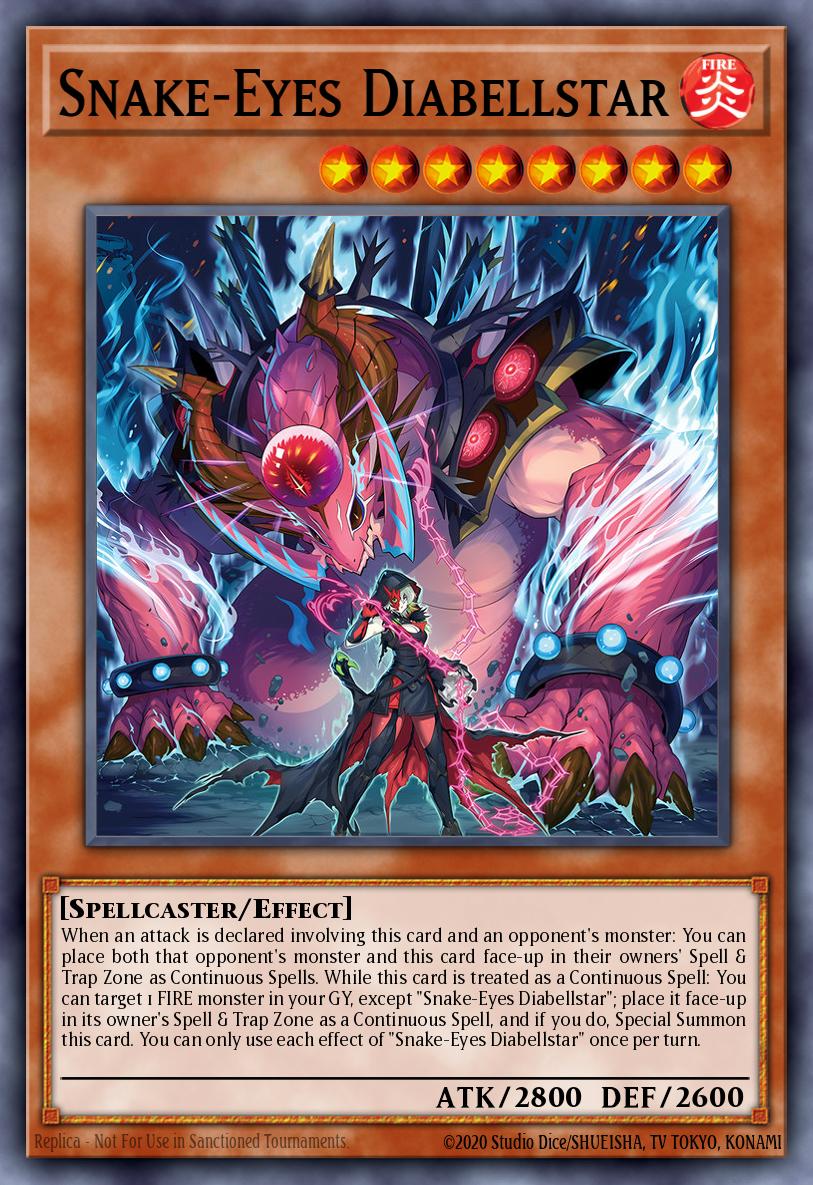 Snake-Eyes Diabellstar
FIRE
炎
[Spellcaster/Effect]
When an attack is declared involving this card and an opponent's monster: You can
place both that opponent's monster and this card face-up in their owners' Spell &
Trap Zone as Continuous Spells. While this card is treated as a Continuous Spell: You
can target 1 FIRE monster in your GY, except "Snake-Eyes Diabellstar"; place it face-up
in its owner's Spell & Trap Zone as a Continuous Spell, and if you do, Special Summon
this card. You can only use each effect of "Snake-Eyes Diabellstar" once per turn.
ATK/2800 DEF/2600
Replica - Not For Use in Sanctioned Tournaments.
©2020 Studio Dice/SHUEISHA, TV TOKYO, KONAMI